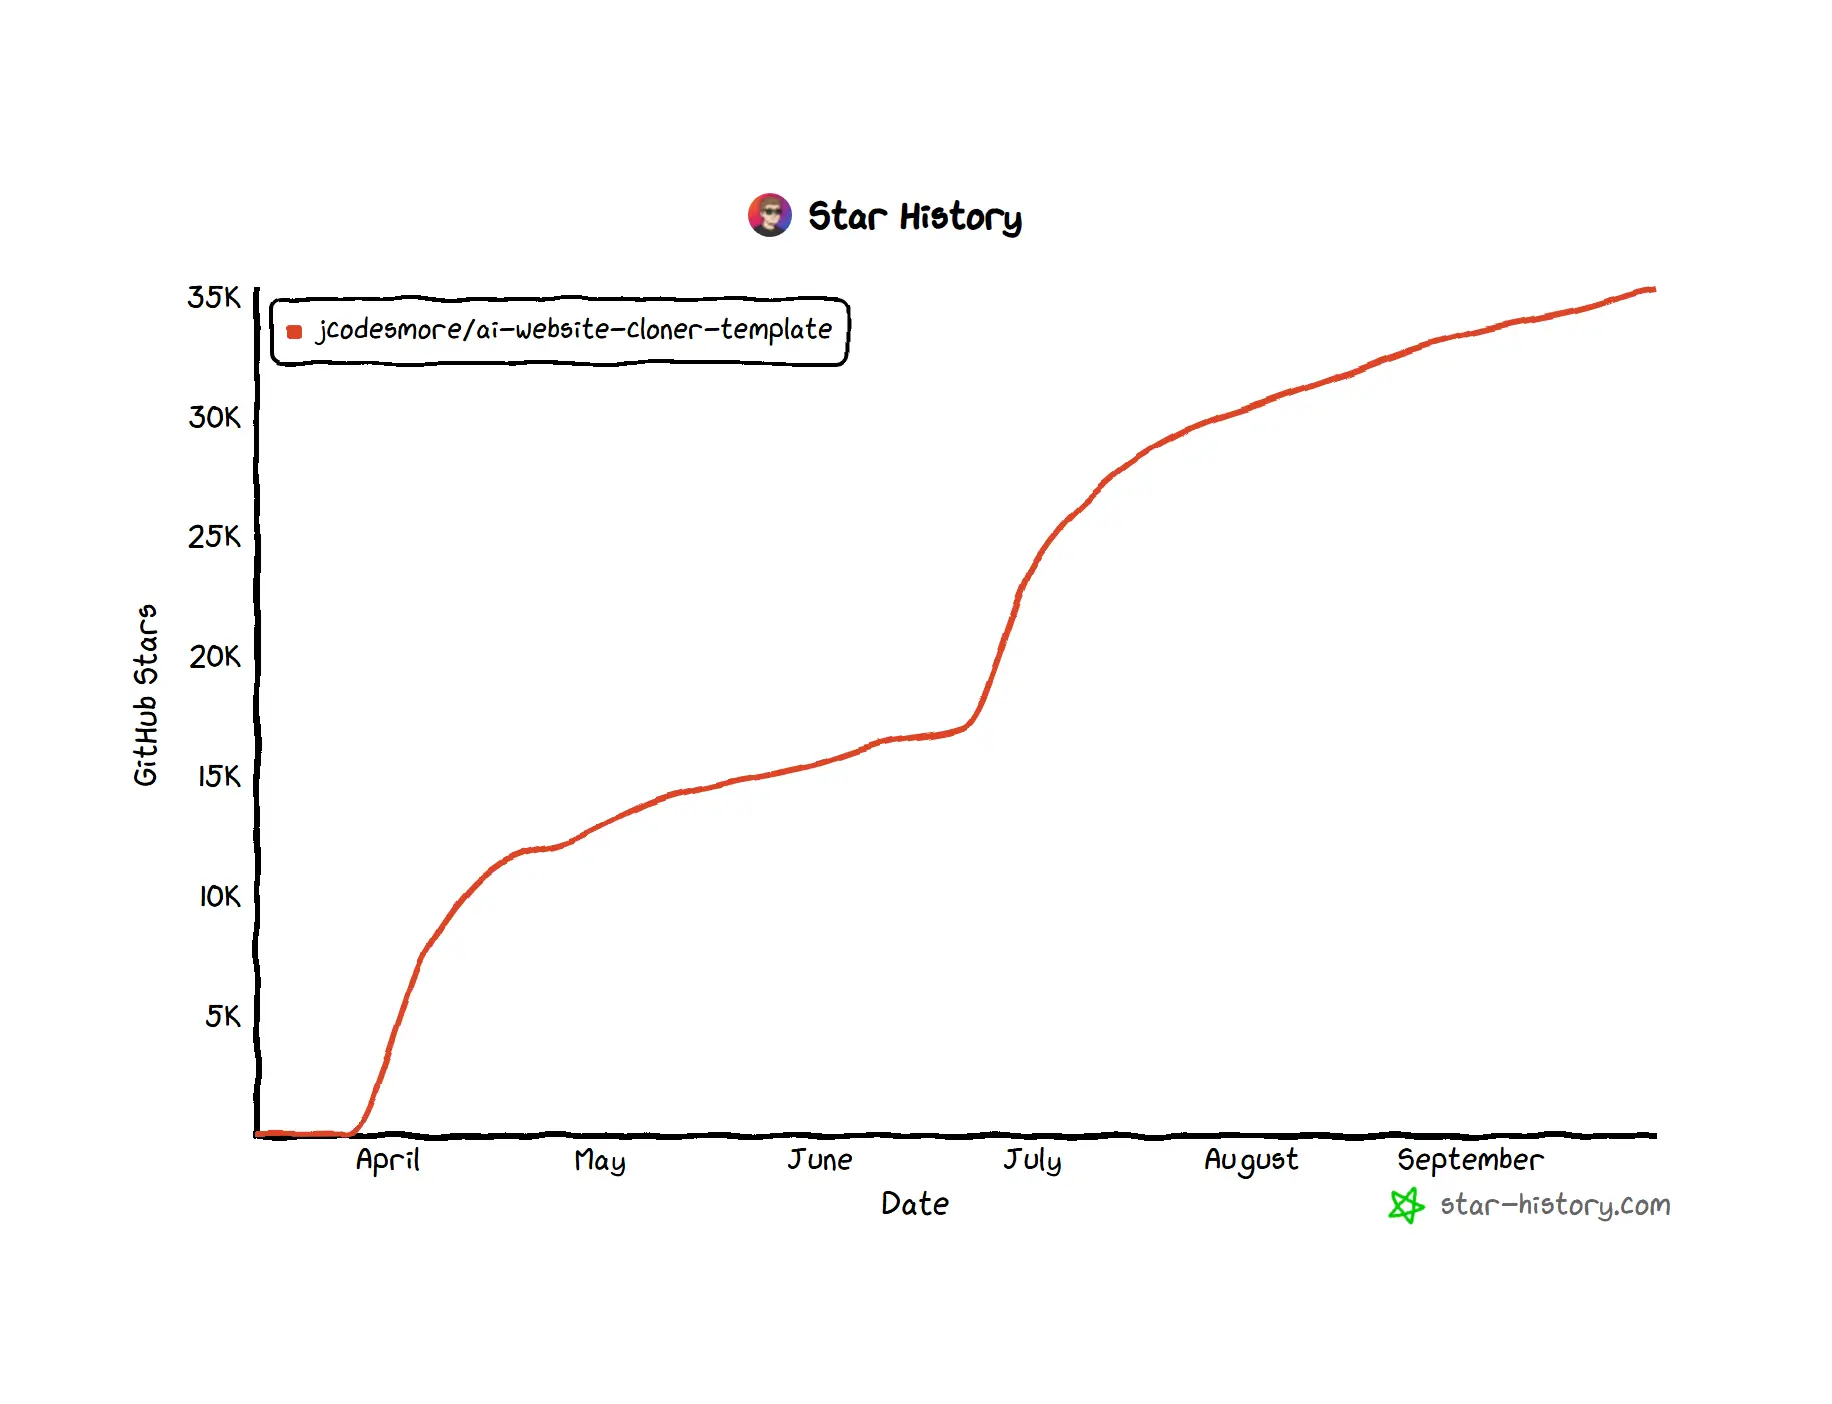 Star History
jcodesmore/ai-website-cloner-template
35K
30K
25K
20K
15K
10K
5K
GitHub Stars
April May June July August September
Date
star-history.com